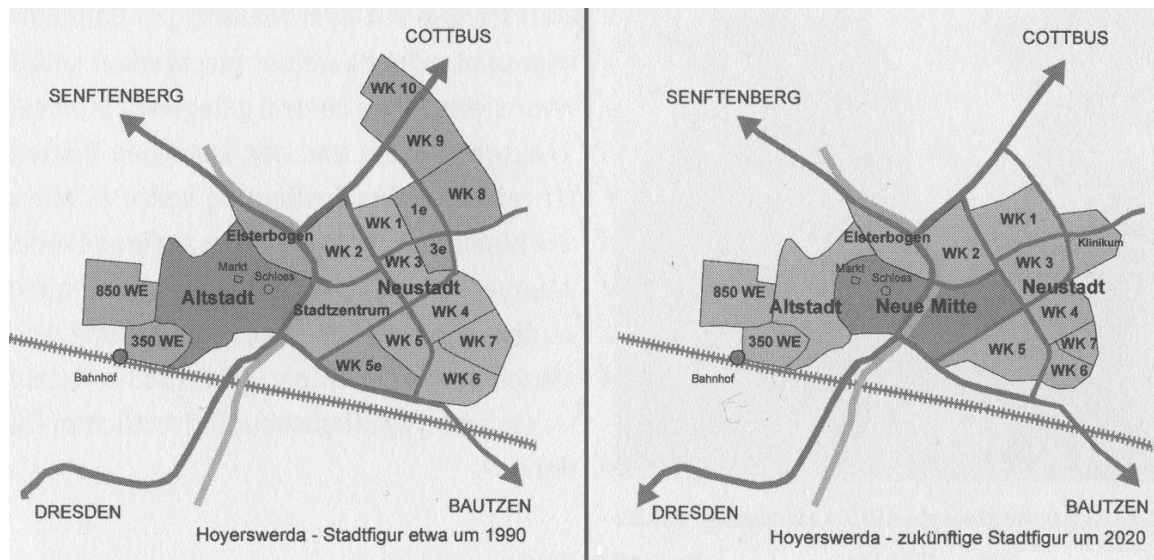 COTTBUS
SENFTENBERG
WK 10
WK 9
WK 8
1e
WK 1
3e
Elsterbogen
WK 2
WK 3
Markt
Schloss
Neustadt
850 WE
Altstadt
Stadtzentrum
WK 4
350 WE
WK 5
WK 7
WK 5e
WK 6
Bahnhof
DRESDEN
BAUTZEN
Hoyerswerda - Stadtfigur etwa um 1990
COTTBUS
SENFTENBERG
WK 1
Elsterbogen
WK 2
Klinikum
WK 3
Markt
Schloss
Neustadt
850 WE
Altstadt
Neue Mitte
WK 4
350 WE
WK 5
WK 7
WK 6
Bahnhof
DRESDEN
BAUTZEN
Hoyerswerda - zukünftige Stadtfigur um 2020